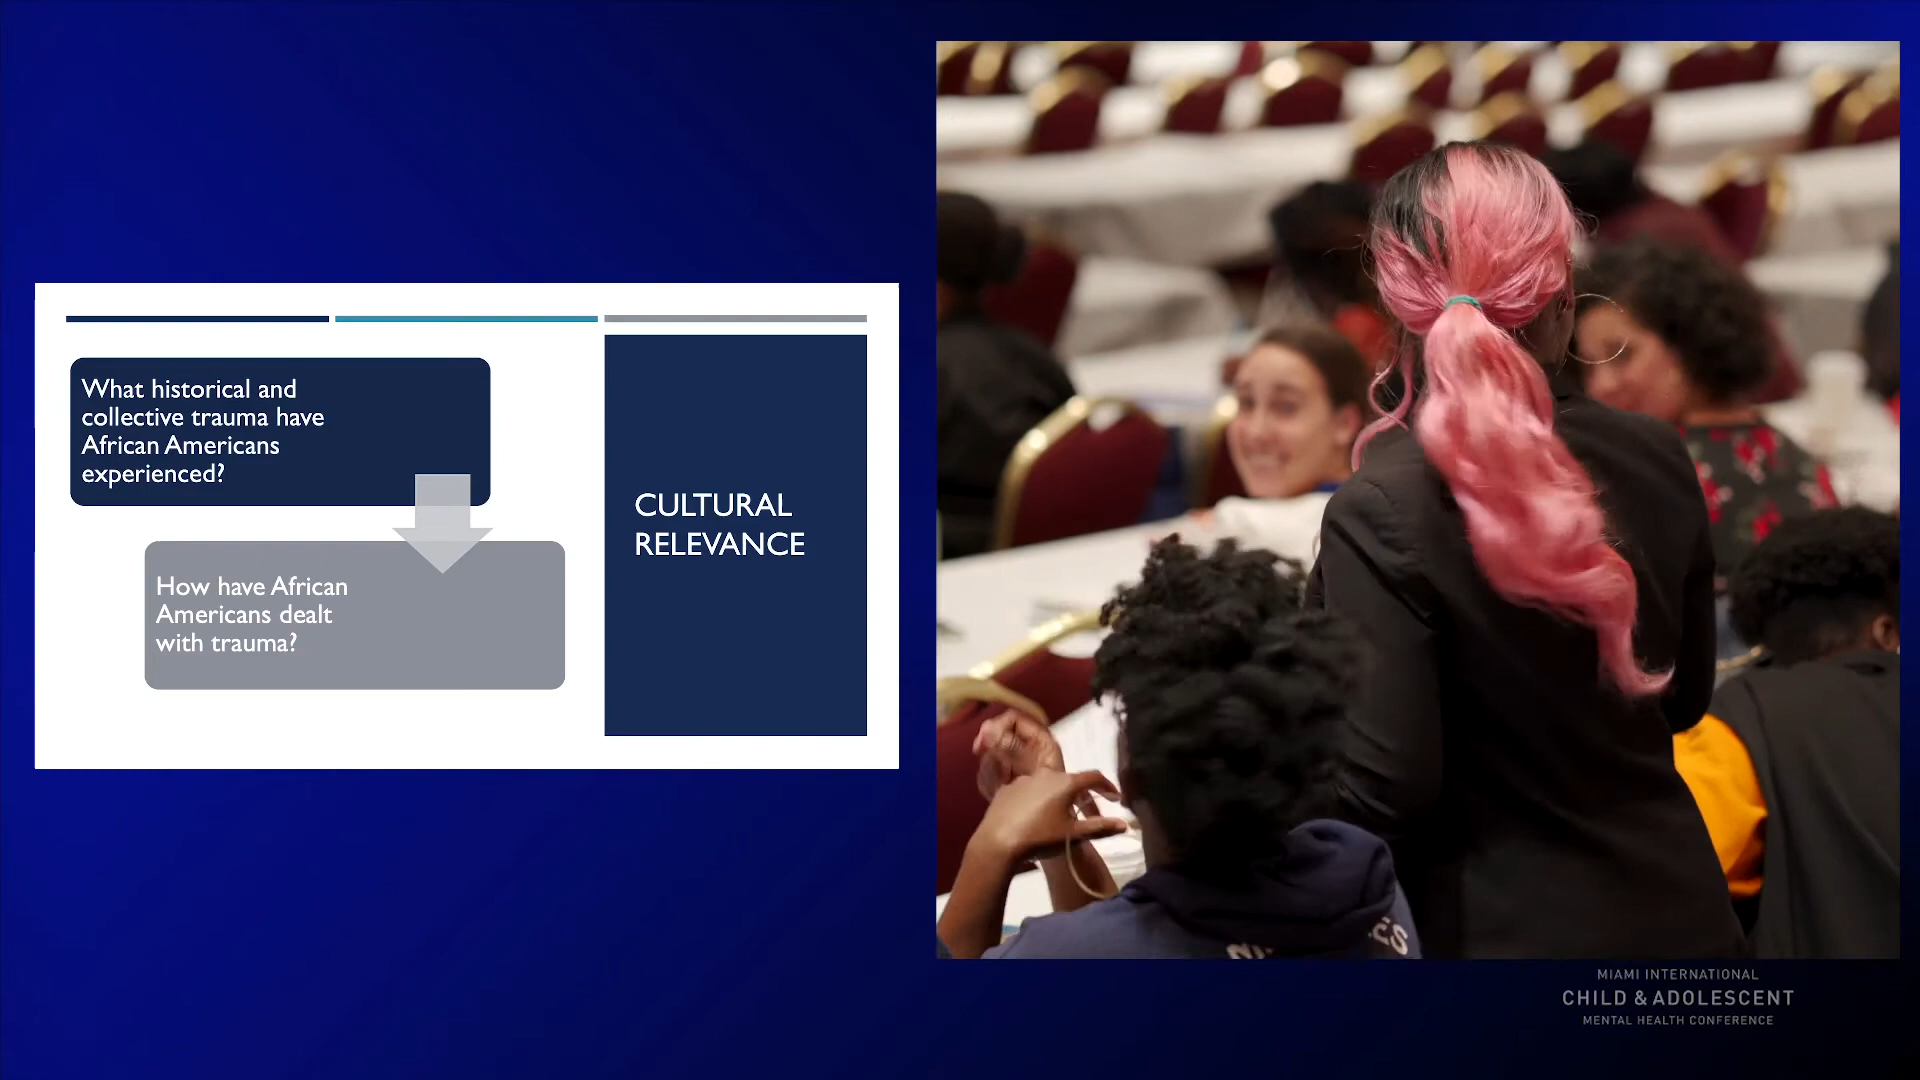 What historical and
collective trauma have
African Americans
experienced?
How have African
Americans dealt
with trauma?
CULTURAL
RELEVANCE
MIAMI INTERNATIONAL
CHILD & ADOLESCENT
MENTAL HEALTH CONFERENCE